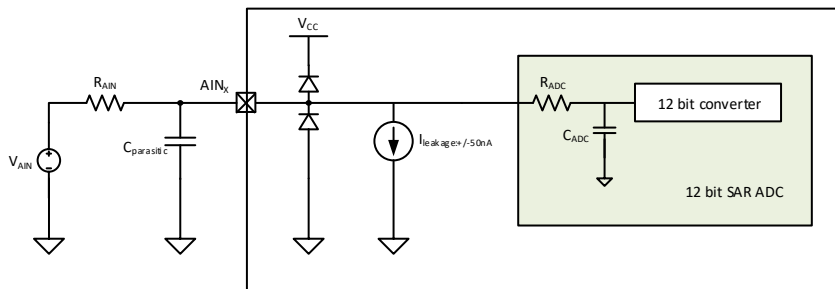 VCC
RAIN
AINX
RADC
12 bit converter
CADC
Ileakage:+/-50nA
Cparasitic
VAIN
12 bit SAR ADC